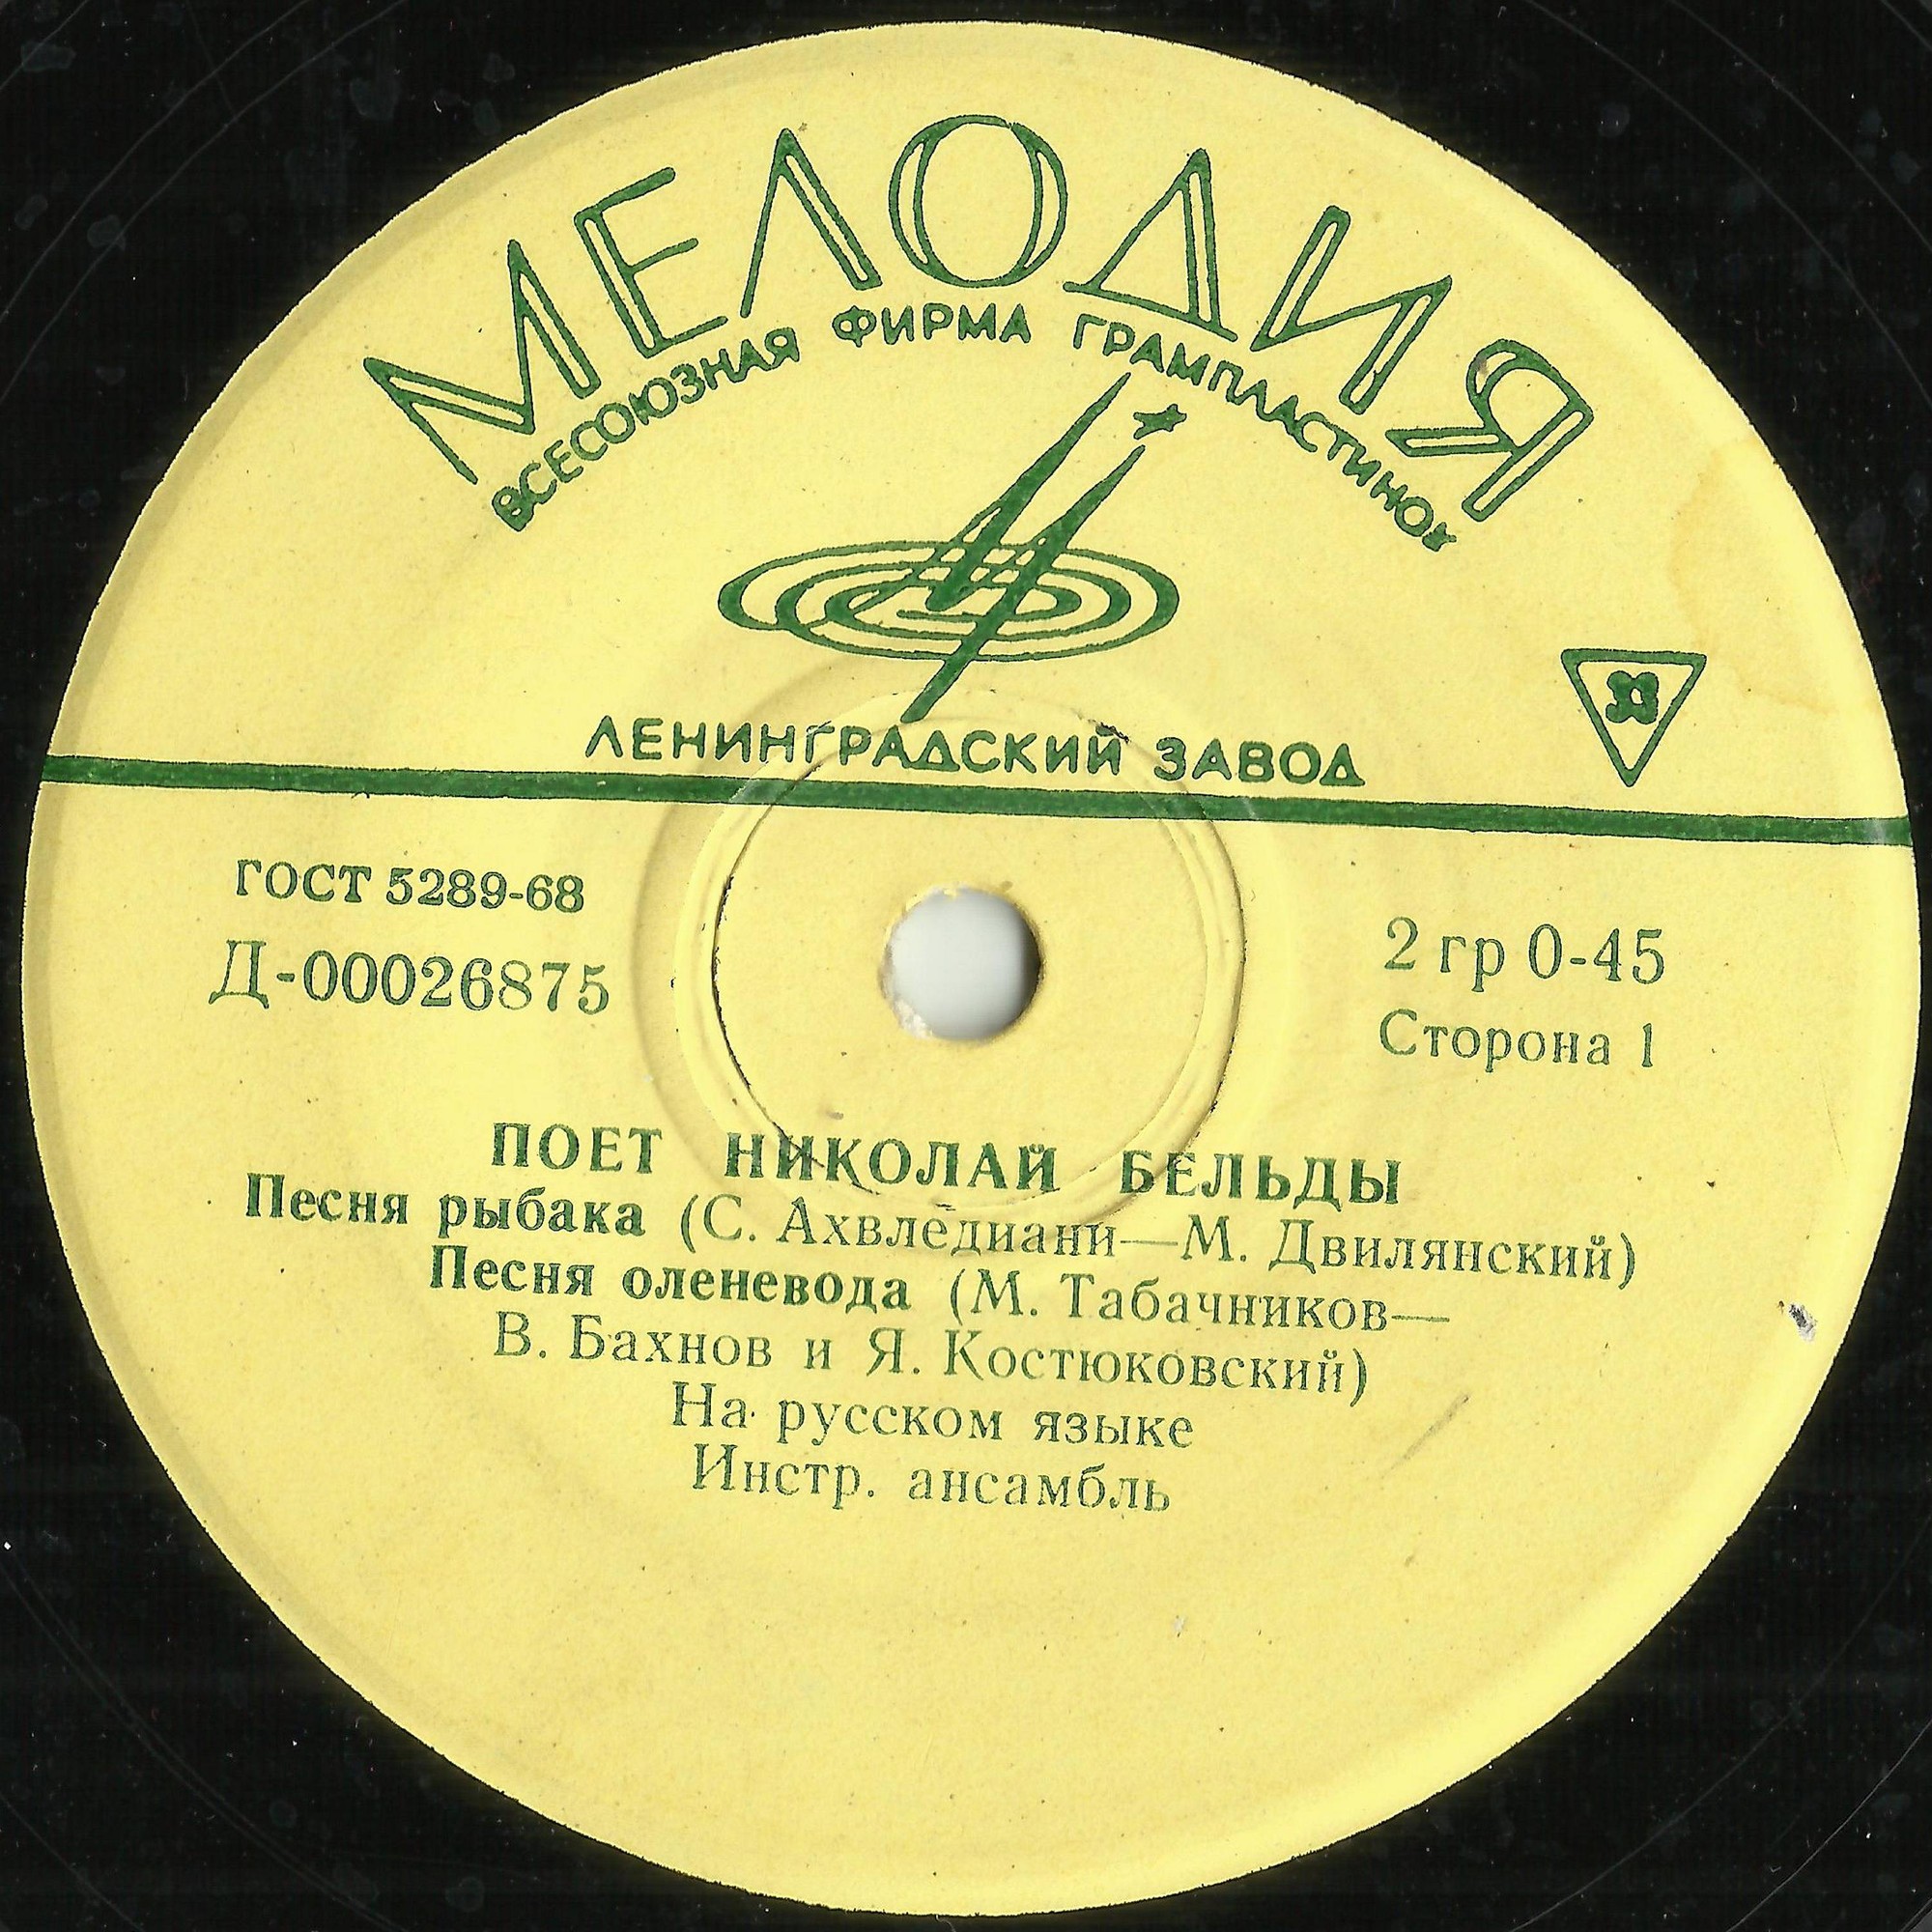 МЕЛОДИЯ
ВСЕСОЮЗНАЯ ФИРМА ГРАМПЛАСТИНОК
ЛЕНИНГРАДСКИЙ ЗАВОД
ГОСТ 5289-68
Д-00026875
2 гр 0-45
Сторона 1
ПОЕТ НИКОЛАЙ БЕЛЬДЫ
Песня рыбака (С. Ахвледиани—М. Двилянский)
Песня оленевода (М. Табачников—
В. Бахнов и Я. Костюковский)
На русском языке
Инстр. ансамбль